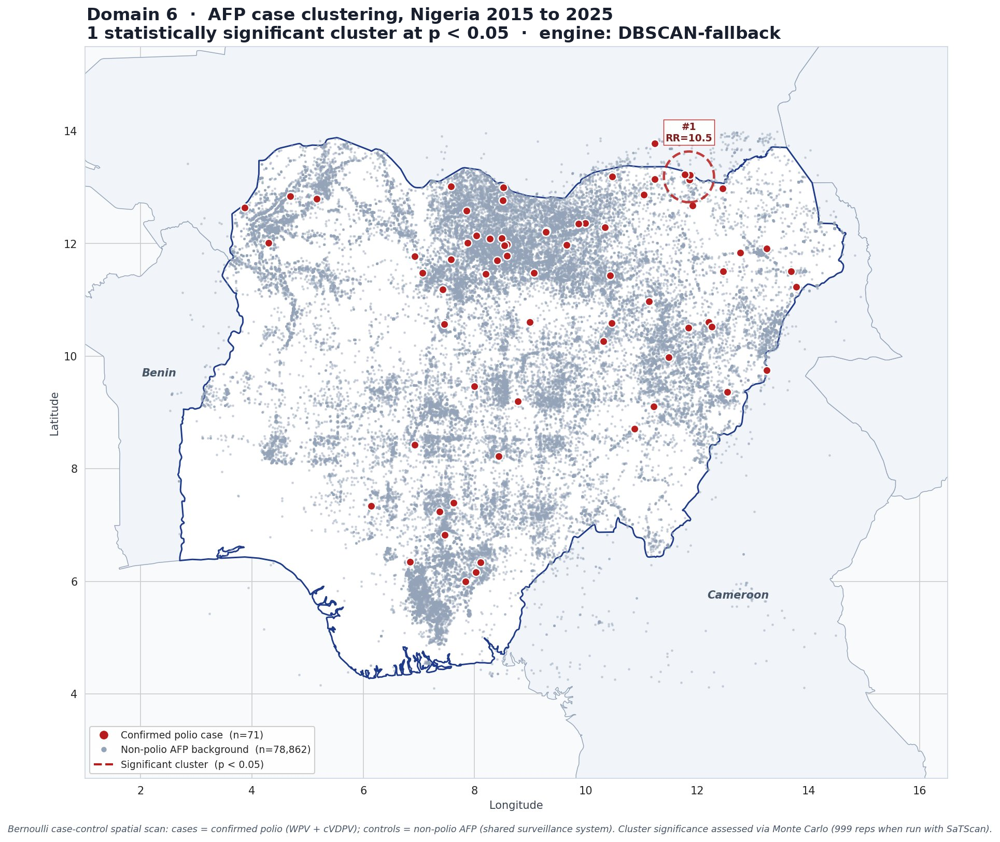 Domain 6 · AFP case clustering, Nigeria 2015 to 2025
1 statistically significant cluster at p < 0.05 · engine: DBSCAN-fallback
14
12
10
8
6
4
Latitude
#1
RR=10.5
Benin
Cameroon
Confirmed polio case (n=71)
Non-polio AFP background (n=78,862)
Significant cluster (p < 0.05)
2
4
6
8
10
12
14
16
Longitude
Bernoulli case-control spatial scan: cases = confirmed polio (WPV + cVDPV); controls = non-polio AFP (shared surveillance system). Cluster significance assessed via Monte Carlo (999 reps when run with SaTScan).